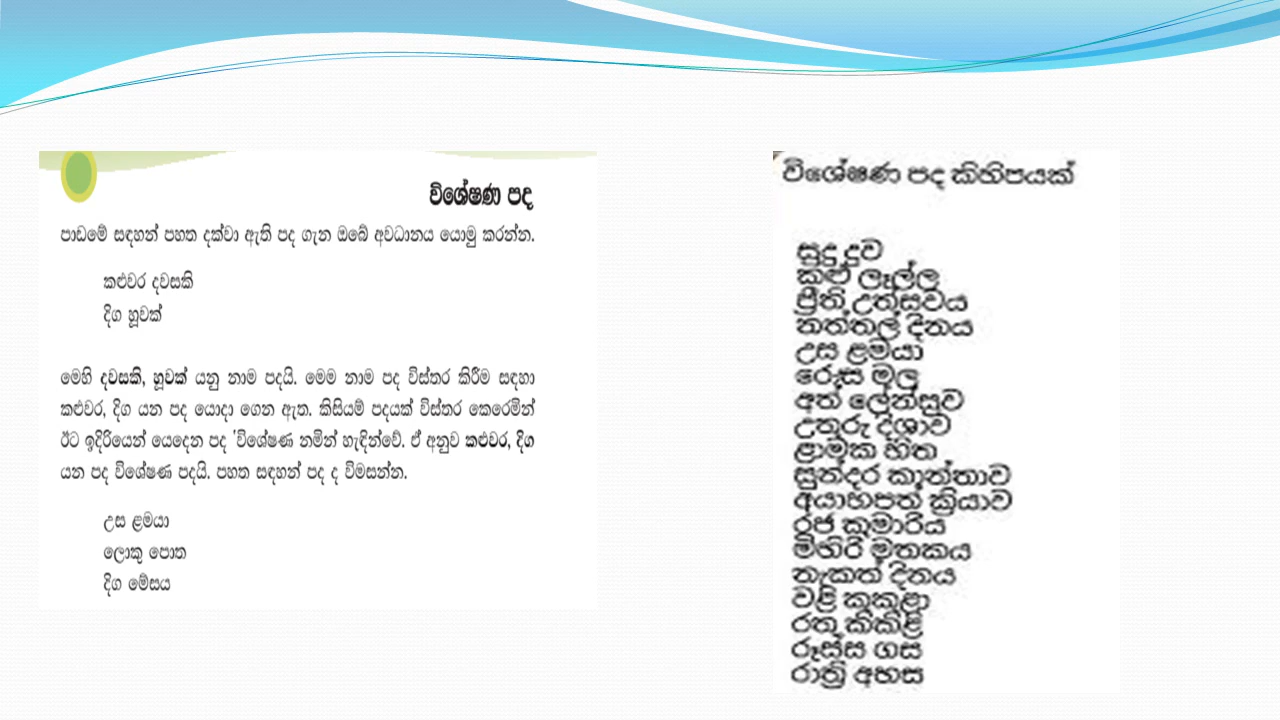 විශේෂණ පද
පාඩමේ සඳහන් පහත දක්වා ඇති පද ගැන ඔබේ අවධානය යොමු කරන්න.
කළුවර දවසකි
දිග හූවක්
මෙහි දවසකි, හූවක් යනු නාම පදයි. මෙම නාම පද විස්තර කිරීම සඳහා
කළුවර, දිග යන පද යොදා ගෙන ඇත. කිසියම් පදයක් විස්තර කෙරෙමින්
ඊට ඉදිරියෙන් යෙදෙන පද 'විශේෂණ නමින් හැඳින්වේ. ඒ අනුව කළුවර, දිග
යන පද විශේෂණ පදයි. පහත සඳහන් පද ද විමසන්න.
උස ළමයා
ලොකු පොත
දිග මේසය
විශේෂණ පද කිහිපයක්
සුදු දුව
කළු ලෑල්ල
ප්‍රීති උත්සවය
නත්තල් දිනය
උස ළමයා
රෝස මල
අත් ලේන්සුව
උතුරු දිශාව
ළාමක හිත
සුන්දර කාන්තාව
අයාහපත් ක්‍රියාව
රජ කුමාරිය
මිහිරි මතකය
නැකත් දිනය
වළි කුකුළා
රතු කිකිළි
රූස්ස ගස
රාත්‍රි අහස